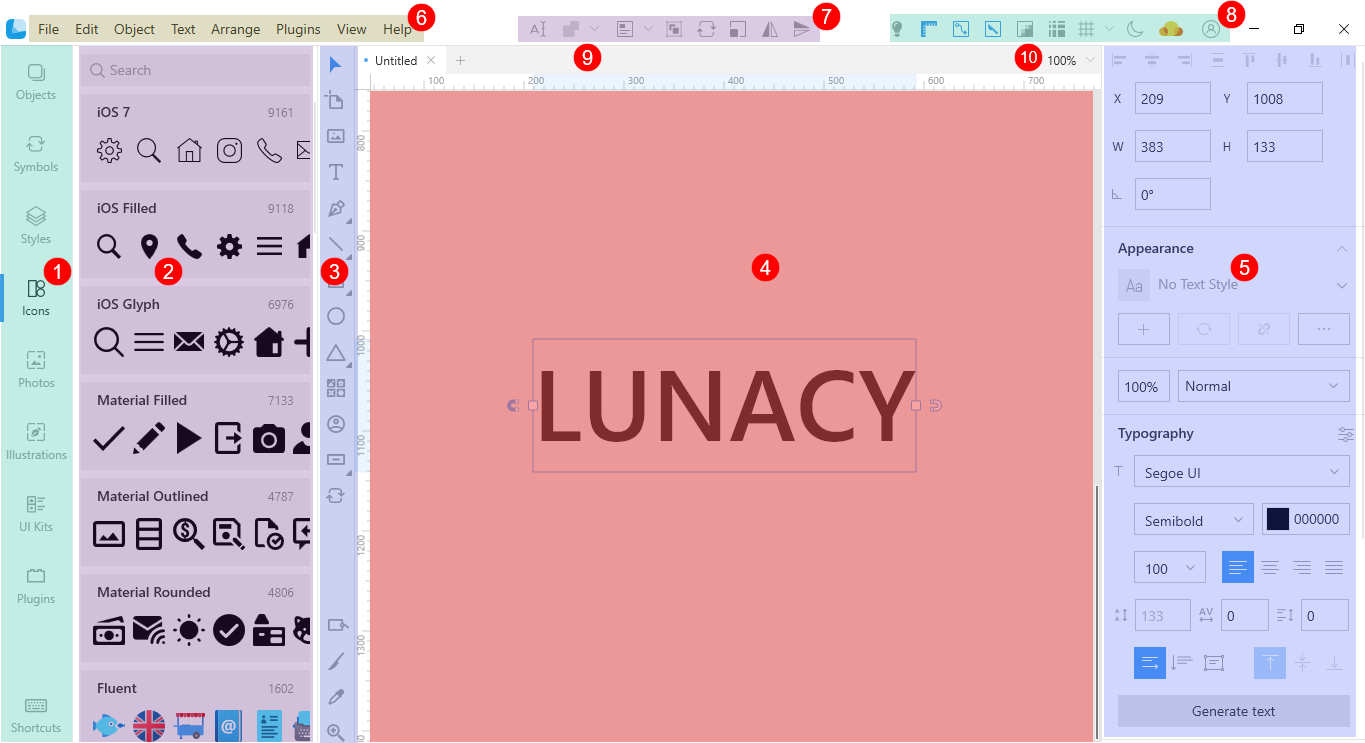 File Edit Object Text Arrange Plugins View Help 6 7 8
9 10
Untitled 100%
100 200 300 400 500 600 700
Objects
Symbols
Styles
1
Icons
Photos
Illustrations
UI Kits
Plugins
Shortcuts
Search
iOS 7 9161
iOS Filled 9118
2
iOS Glyph 6976
Material Filled 7133
Material Outlined 4787
Material Rounded 4806
Fluent 1602
3
800
900
1000
1100
1200
1300
4
LUNACY
X 209 Y 1008
W 383 H 133
0°
Appearance
5
Aa No Text Style
100% Normal
Typography
T Segoe UI
Semibold 000000
100
A A 133 AV 0 0
Generate text